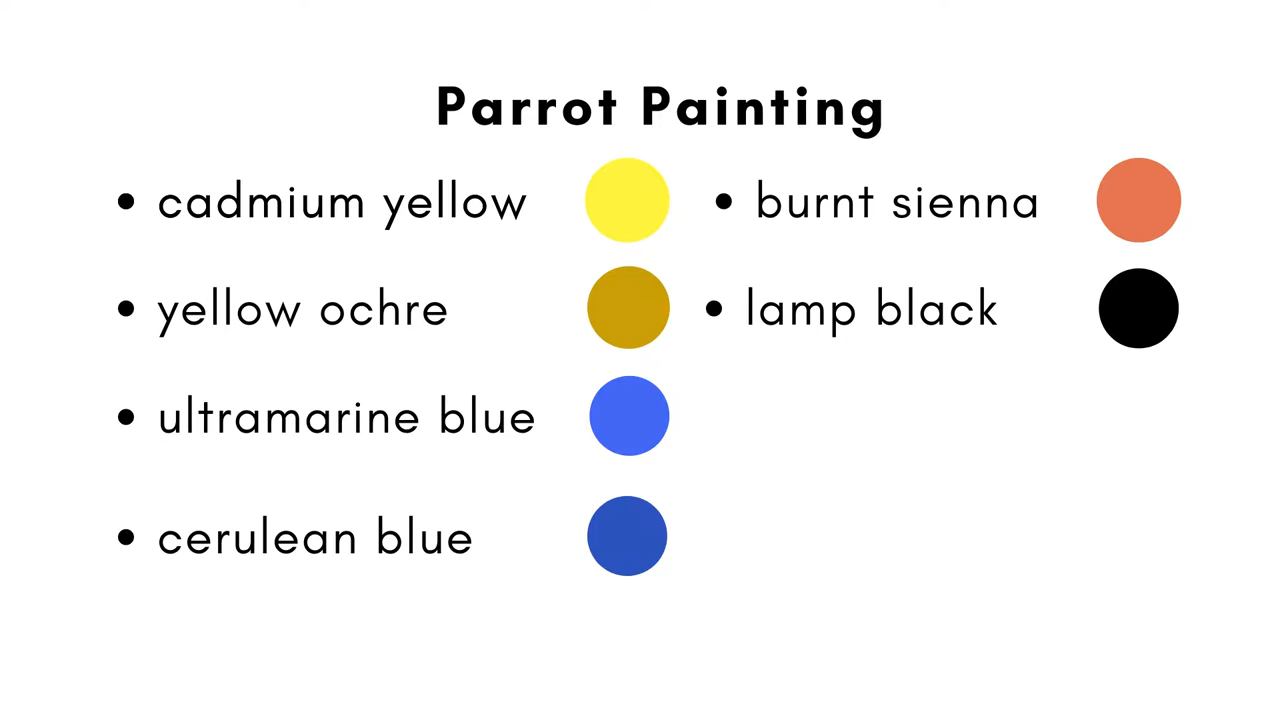 Parrot Painting
• cadmium yellow
• yellow ochre
• ultramarine blue
• cerulean blue
• burnt sienna
• lamp black